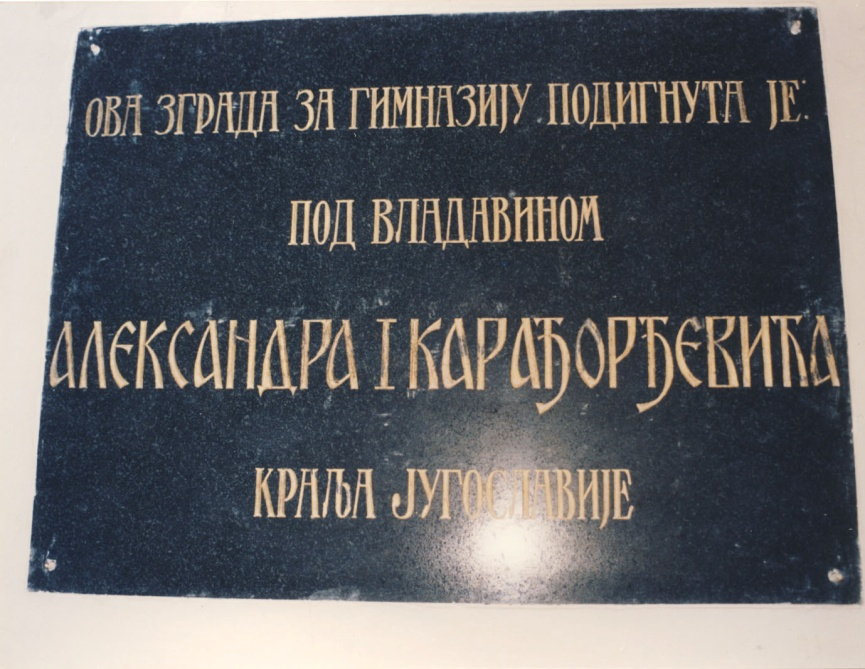 ОВА ЗГРАДА ЗА ГИМНАЗИЈУ ПОДИГНУТА ЈЕ:
ПОД ВЛАДАВИНОМ
АЛЕКСАНДРА I КАРАЂОРЂЕВИЋА
КРАЉА ЈУГОСЛАВИЈЕ